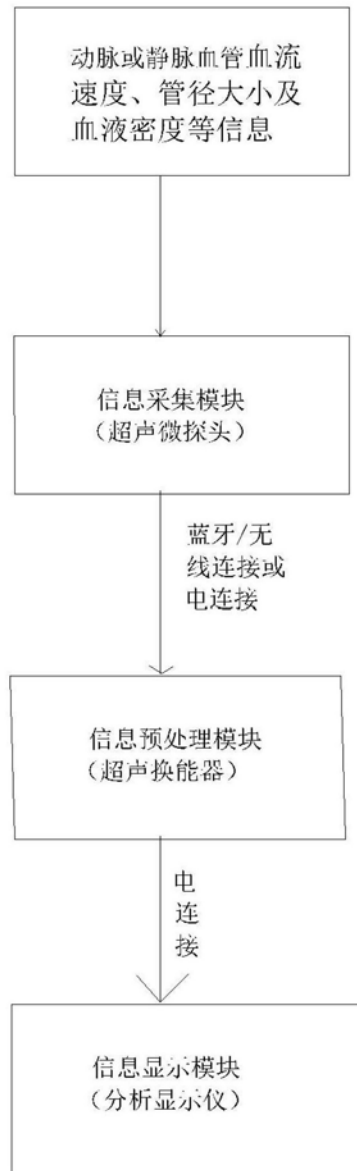 动脉或静脉血管血流
速度、管径大小及
血液密度等信息
信息采集模块
（超声微探头）
蓝牙/无
线连接或
电连接
信息预处理模块
（超声换能器）
电
连
接
信息显示模块
（分析显示仪）